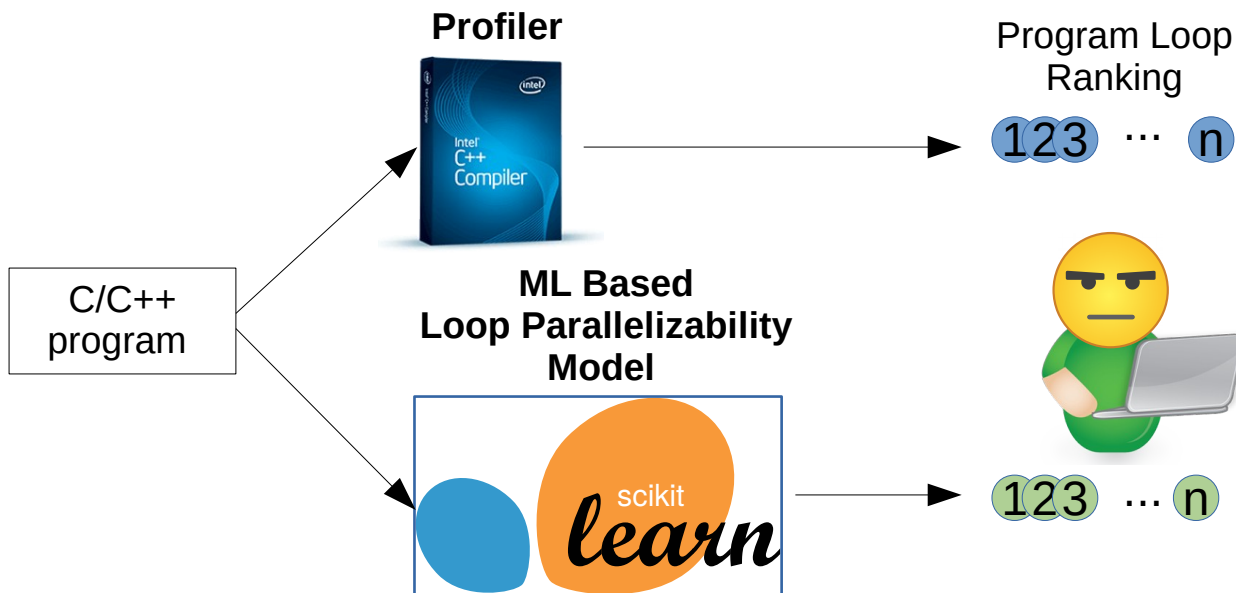 Profiler
Program Loop
Ranking
intel
Intel
C++
Compiler
1 2 3 ... n
C/C++
program
ML Based
Loop Parallelizability
Model
scikit
learn
1 2 3 ... n